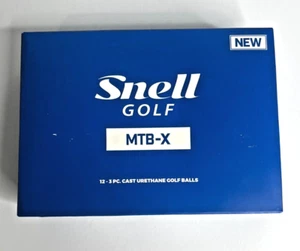 NEW
Snell
GOLF
MTB-X
12 - 3 PC. CAST URETHANE GOLF BALLS